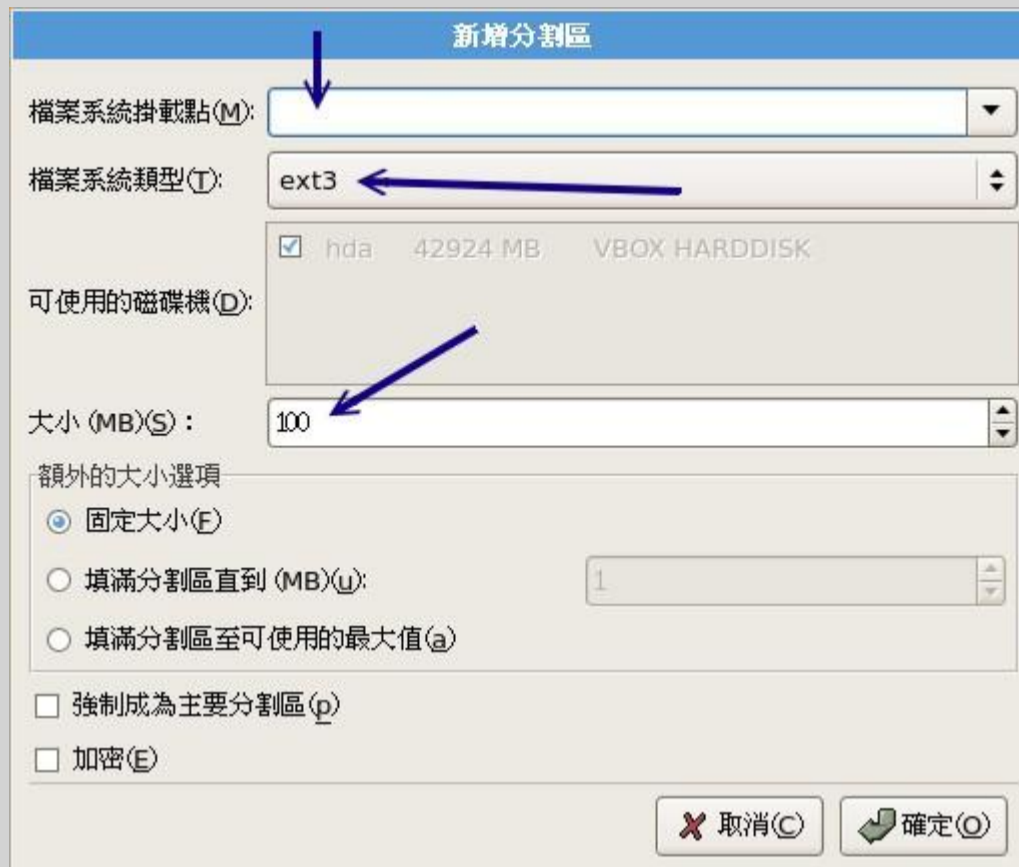 新增分割區
檔案系統掛載點(M):
檔案系統類型(T): ext3
hda 42924 MB VBOX HARDDISK
可使用的磁碟機(D):
大小 (MB)(S)： 100
額外的大小選項
固定大小(F)
填滿分割區直到 (MB)(u): 1
填滿分割區至可使用的最大值(a)
強制成為主要分割區(p)
加密(E)
取消(C) 確定(O)